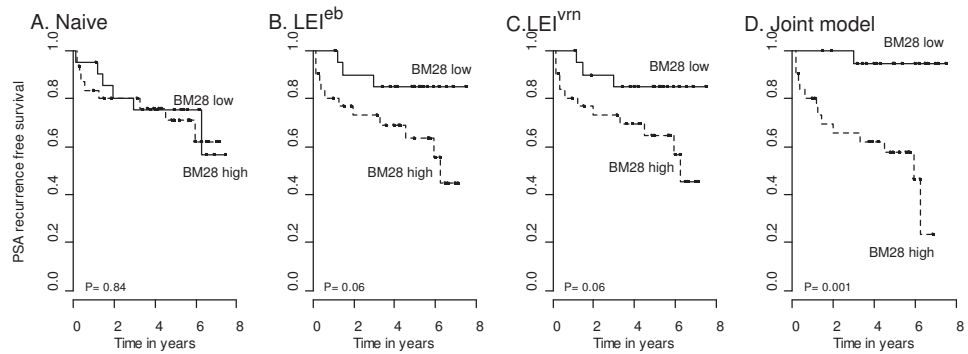 A. Naive
PSA recurrence free survival
0.0 0.2 0.4 0.6 0.8 1.0
BM28 low
BM28 high
P= 0.84
0 2 4 6 8
Time in years
B. LEI^eb
0.0 0.2 0.4 0.6 0.8 1.0
BM28 low
BM28 high
P= 0.06
0 2 4 6 8
Time in years
C.LEI^vrn
0.0 0.2 0.4 0.6 0.8 1.0
BM28 low
BM28 high
P= 0.06
0 2 4 6 8
Time in years
D. Joint model
0.0 0.2 0.4 0.6 0.8 1.0
BM28 low
BM28 high
P= 0.001
0 2 4 6 8
Time in years